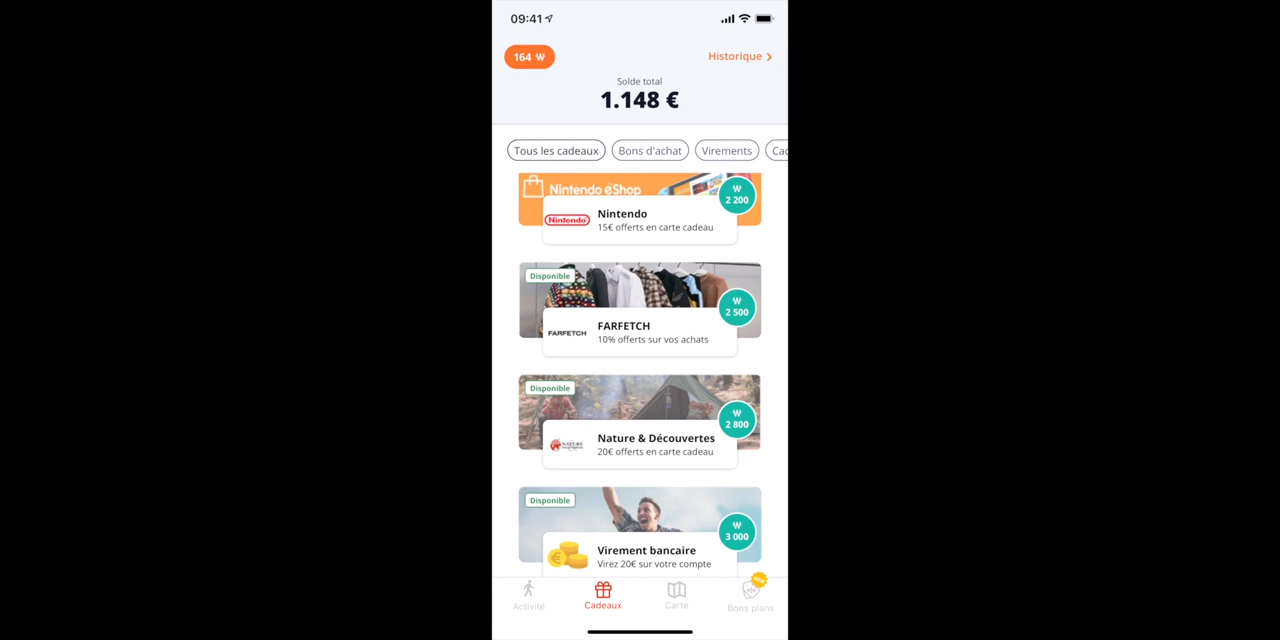 09:41
164 ₩
Historique
Solde total
1.148 €
Tous les cadeaux
Bons d'achat
Virements
Cad
Nintendo eShop
₩
2 200
Nintendo
Nintendo
15€ offerts en carte cadeau
Disponible
₩
2 500
FARFETCH
FARFETCH
10% offerts sur vos achats
Disponible
₩
2 800
NATURE
Nature & Découvertes
20€ offerts en carte cadeau
Disponible
₩
3 000
Virement bancaire
Virez 20€ sur votre compte
NEW
Activité
Cadeaux
Carte
Bons plans